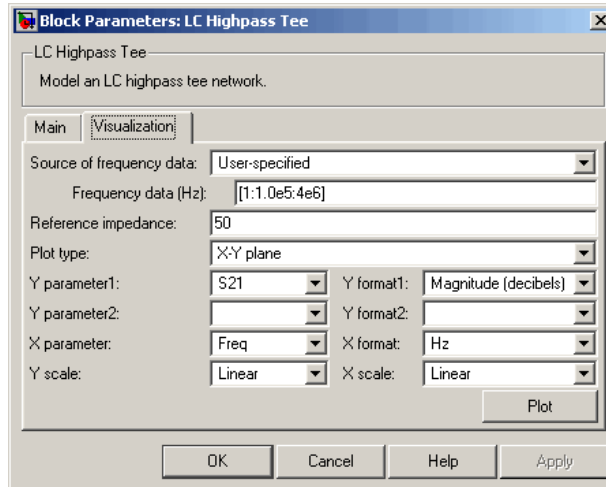 Block Parameters: LC Highpass Tee
LC Highpass Tee
Model an LC highpass tee network.
Main Visualization
Source of frequency data: User-specified
Frequency data (Hz): [1:1.0e5:4e6]
Reference impedance: 50
Plot type: X-Y plane
Y parameter1: S21 Y format1: Magnitude (decibels)
Y parameter2: Y format2:
X parameter: Freq X format: Hz
Y scale: Linear X scale: Linear
Plot
OK Cancel Help Apply